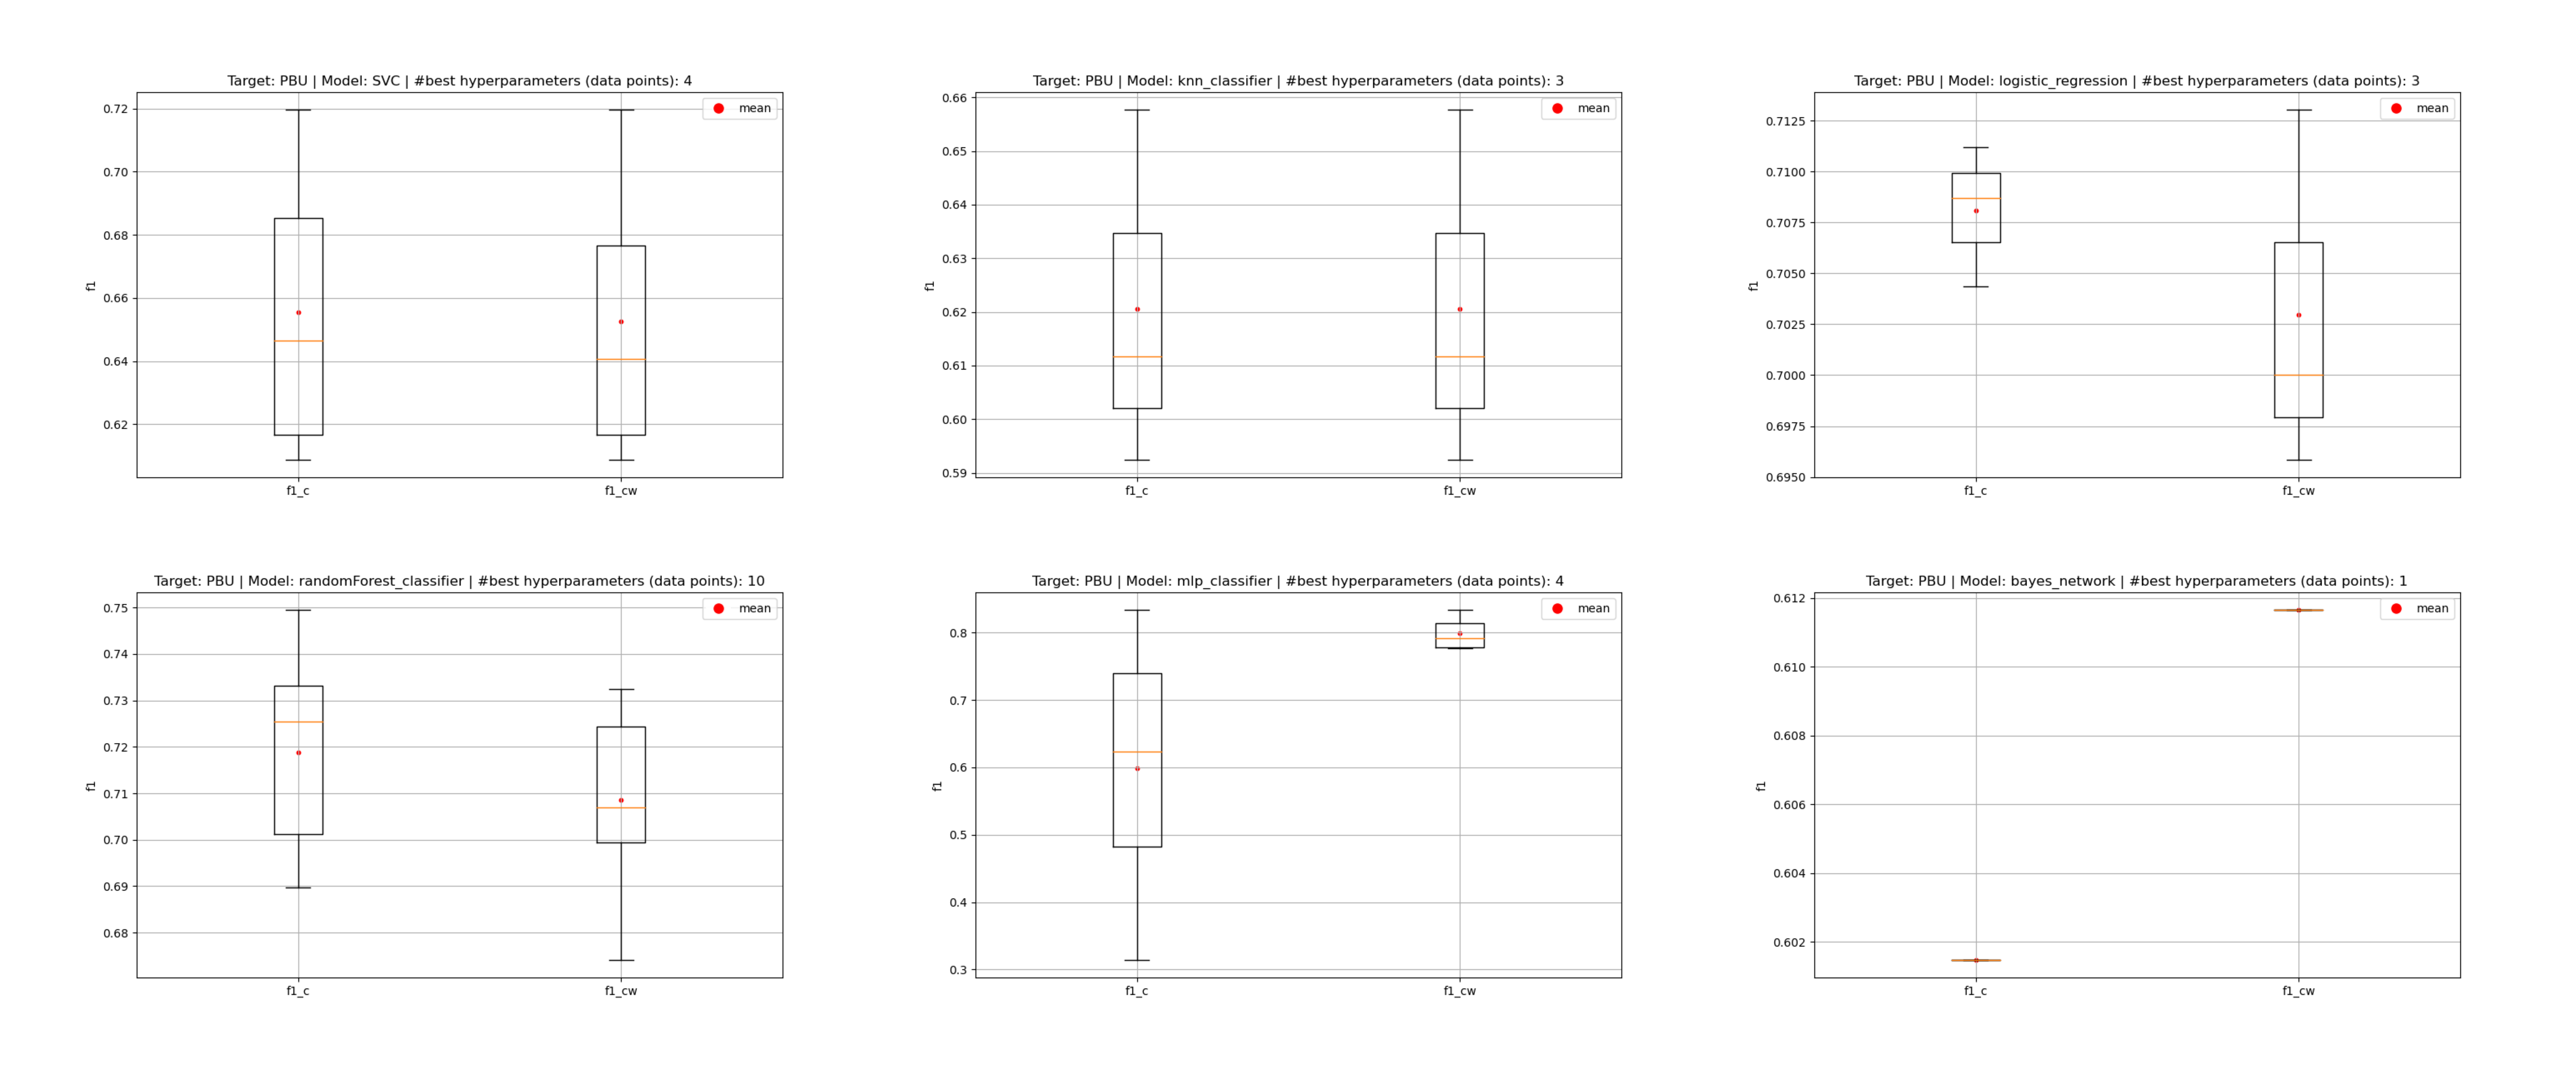 Target: PBU | Model: SVC | #best hyperparameters (data points): 4
mean
0.72
0.70
0.68
0.66
0.64
0.62
f1
f1_c
f1_cw
Target: PBU | Model: knn_classifier | #best hyperparameters (data points): 3
mean
0.66
0.65
0.64
0.63
0.62
0.61
0.60
0.59
f1
f1_c
f1_cw
Target: PBU | Model: logistic_regression | #best hyperparameters (data points): 3
mean
0.7125
0.7100
0.7075
0.7050
0.7025
0.7000
0.6975
0.6950
f1
f1_c
f1_cw
Target: PBU | Model: randomForest_classifier | #best hyperparameters (data points): 10
mean
0.75
0.74
0.73
0.72
0.71
0.70
0.69
0.68
f1
f1_c
f1_cw
Target: PBU | Model: mlp_classifier | #best hyperparameters (data points): 4
mean
0.8
0.7
0.6
0.5
0.4
0.3
f1
f1_c
f1_cw
Target: PBU | Model: bayes_network | #best hyperparameters (data points): 1
mean
0.612
0.610
0.608
0.606
0.604
0.602
f1
f1_c
f1_cw